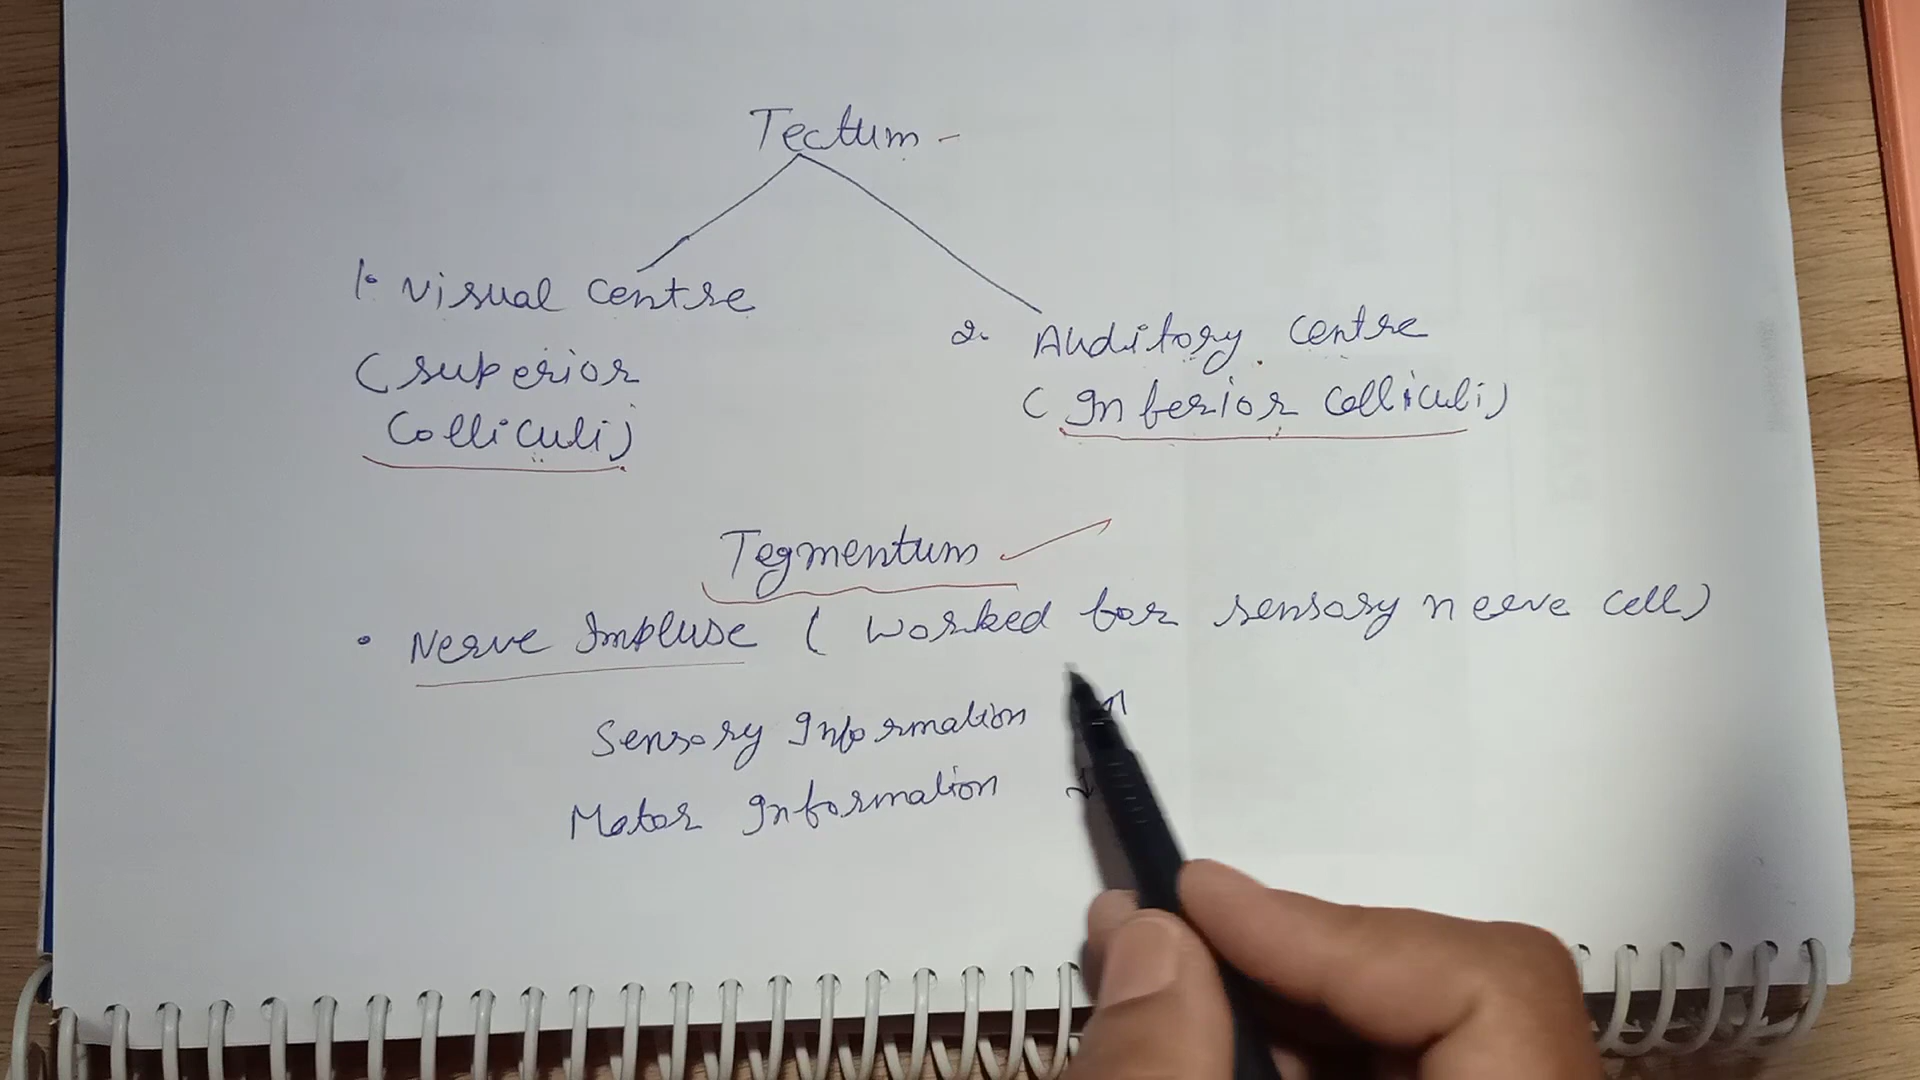 Tectum -
1. Visual Centre
(Superior
Colliculi)
2. Auditory Centre
(Inferior Colliculi)
Tegmentum
• Nerve Impluse (Worked for sensory nerve cell)
Sensory Information
Motor Information